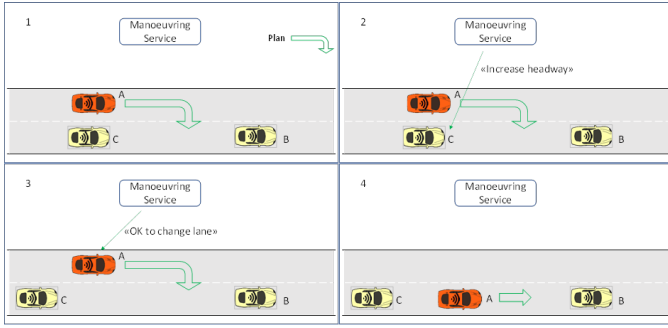 1
Manoeuvring
Service
Plan
A
C
B
2
Manoeuvring
Service
«Increase headway»
A
C
B
3
Manoeuvring
Service
«OK to change lane»
A
C
B
4
Manoeuvring
Service
C
A
B